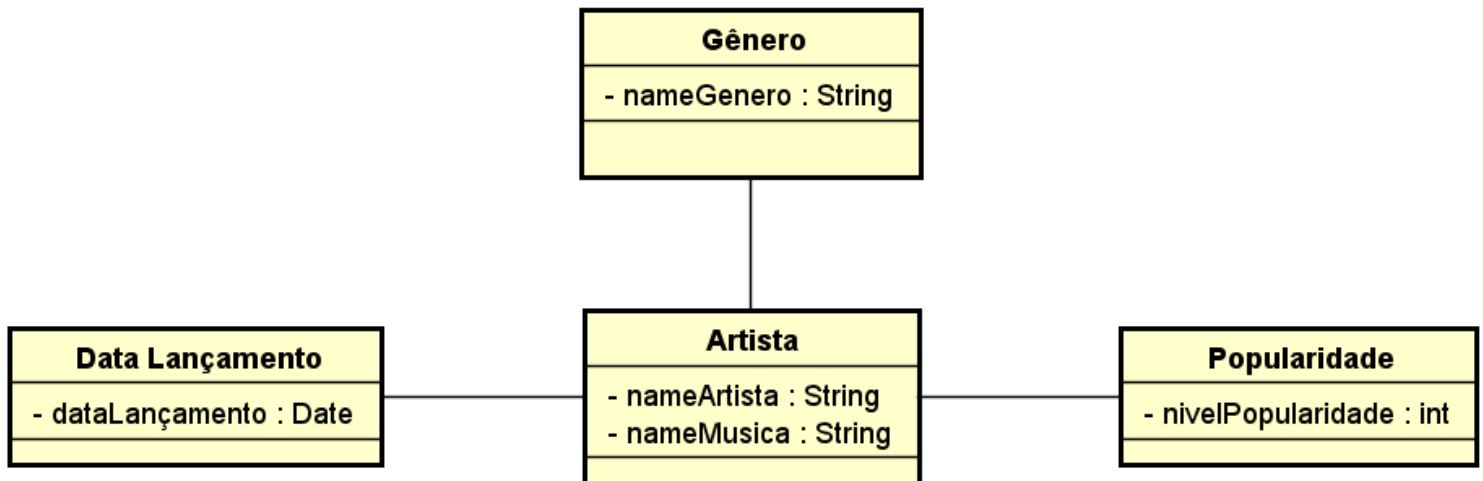 Gênero
- nameGenero : String
Data Lançamento
- dataLançamento : Date
Artista
- nameArtista : String
- nameMusica : String
Popularidade
- nivelPopularidade : int